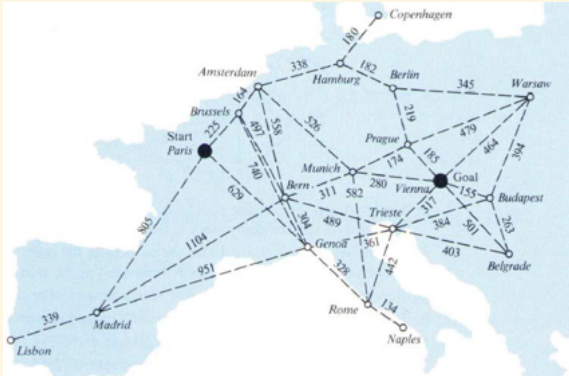 Copenhagen
180
338
Hamburg
182
Berlin
345
Warsaw
Amsterdam
164
Brussels
225
Start
Paris
497
558
740
526
219
479
464
394
Prague
174
185
Munich
311
280
582
Goal
Vienna
155
Budapest
Bern
629
304
489
Trieste
317
384
501
263
Genoa
361
403
Belgrade
805
1104
951
328
442
Rome
134
Naples
339
Madrid
Lisbon